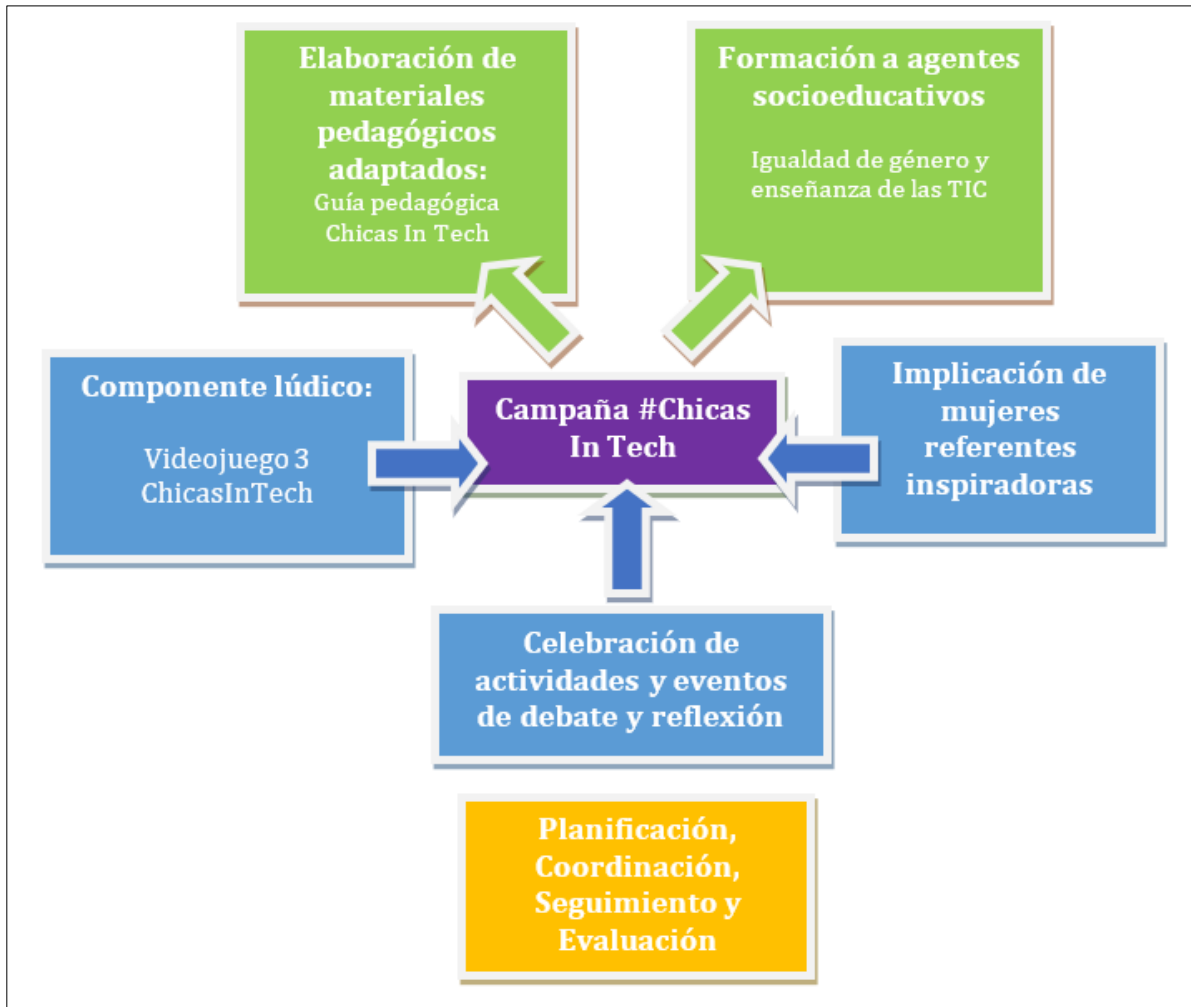 Elaboración de
materiales
pedagógicos
adaptados:
Guía pedagógica
Chicas In Tech
Formación a agentes
socioeducativos
Igualdad de género y
enseñanza de las TIC
Componente lúdico:
Videojuego 3
ChicasInTech
Campaña #Chicas
In Tech
Implicación de
mujeres
referentes
inspiradoras
Celebración de
actividades y eventos
de debate y reflexión
Planificación,
Coordinación,
Seguimiento y
Evaluación